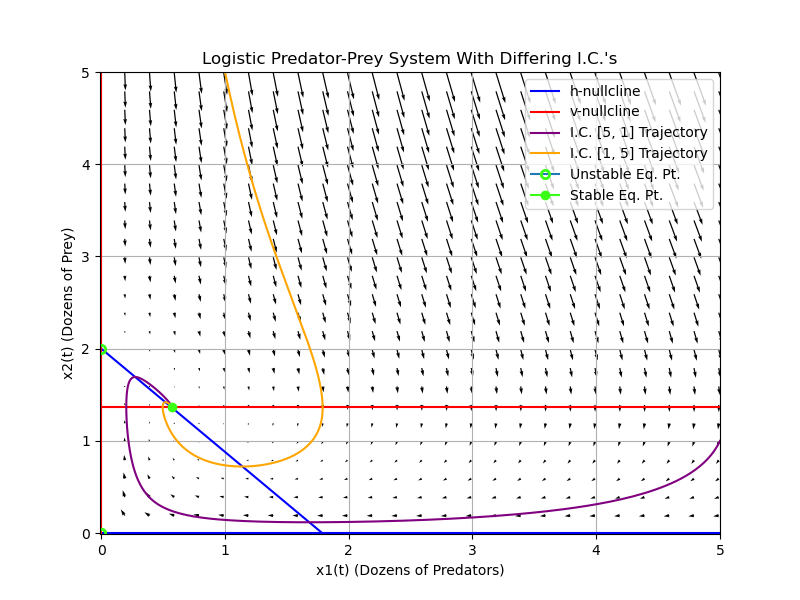 Logistic Predator-Prey System With Differing I.C.'s
h-nullcline
v-nullcline
I.C. [5, 1] Trajectory
I.C. [1, 5] Trajectory
Unstable Eq. Pt.
Stable Eq. Pt.
x2(t) (Dozens of Prey)
5
4
3
2
1
0
0 1 2 3 4 5
x1(t) (Dozens of Predators)